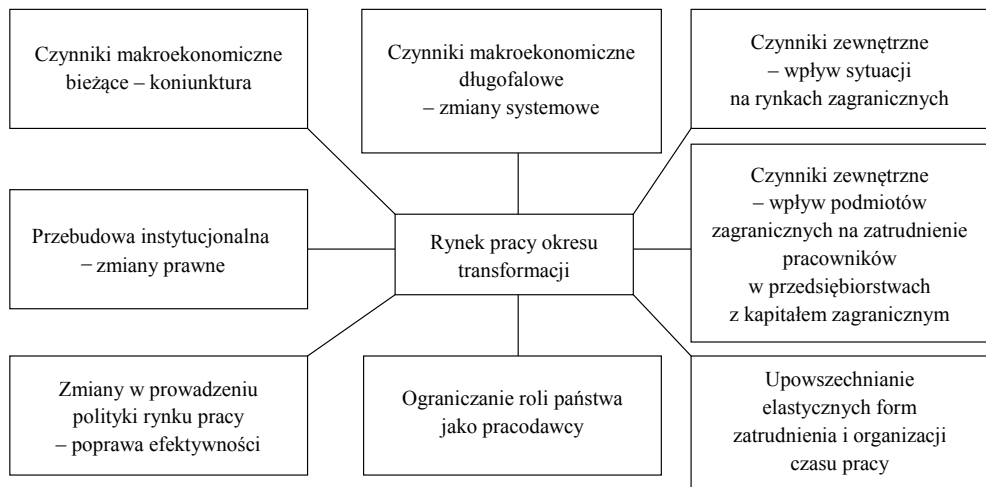 Czynniki makroekonomiczne
bieżące – koniunktura
Czynniki makroekonomiczne
długofalowe
– zmiany systemowe
Czynniki zewnętrzne
– wpływ sytuacji
na rynkach zagranicznych
Przebudowa instytucjonalna
– zmiany prawne
Rynek pracy okresu
transformacji
Czynniki zewnętrzne
– wpływ podmiotów
zagranicznych na zatrudnienie
pracowników
w przedsiębiorstwach
z kapitałem zagranicznym
Zmiany w prowadzeniu
polityki rynku pracy
– poprawa efektywności
Ograniczanie roli państwa
jako pracodawcy
Upowszechnianie
elastycznych form
zatrudnienia i organizacji
czasu pracy